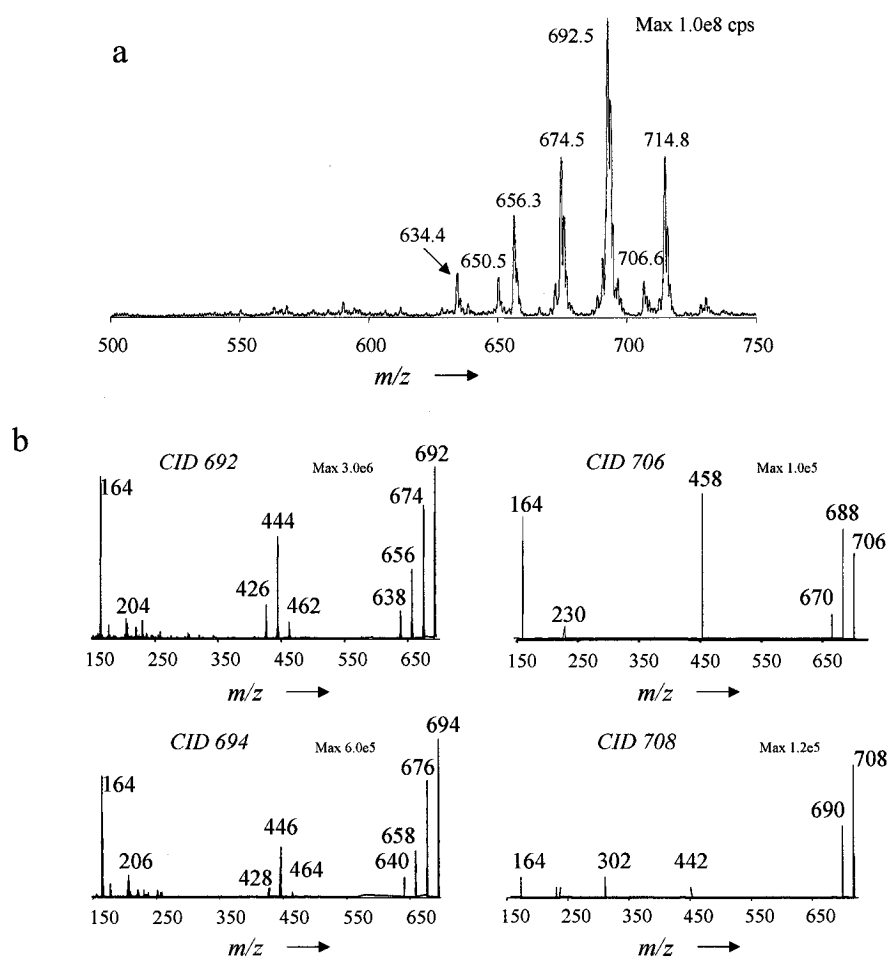 a
Max 1.0e8 cps
692.5
674.5
714.8
656.3
634.4
650.5
706.6
500 550 600 650 700 750
m/z
b
CID 692
Max 3.0e6
692
164
674
444
656
426
638
204
462
150 250 350 450 550 650
m/z
CID 706
Max 1.0e5
458
164
688
706
670
230
150 250 350 450 550 650
m/z
CID 694
Max 6.0e5
694
676
164
446
658
206
640
428
464
150 250 350 450 550 650
m/z
CID 708
Max 1.2e5
708
690
164
302
442
150 250 350 450 550 650
m/z